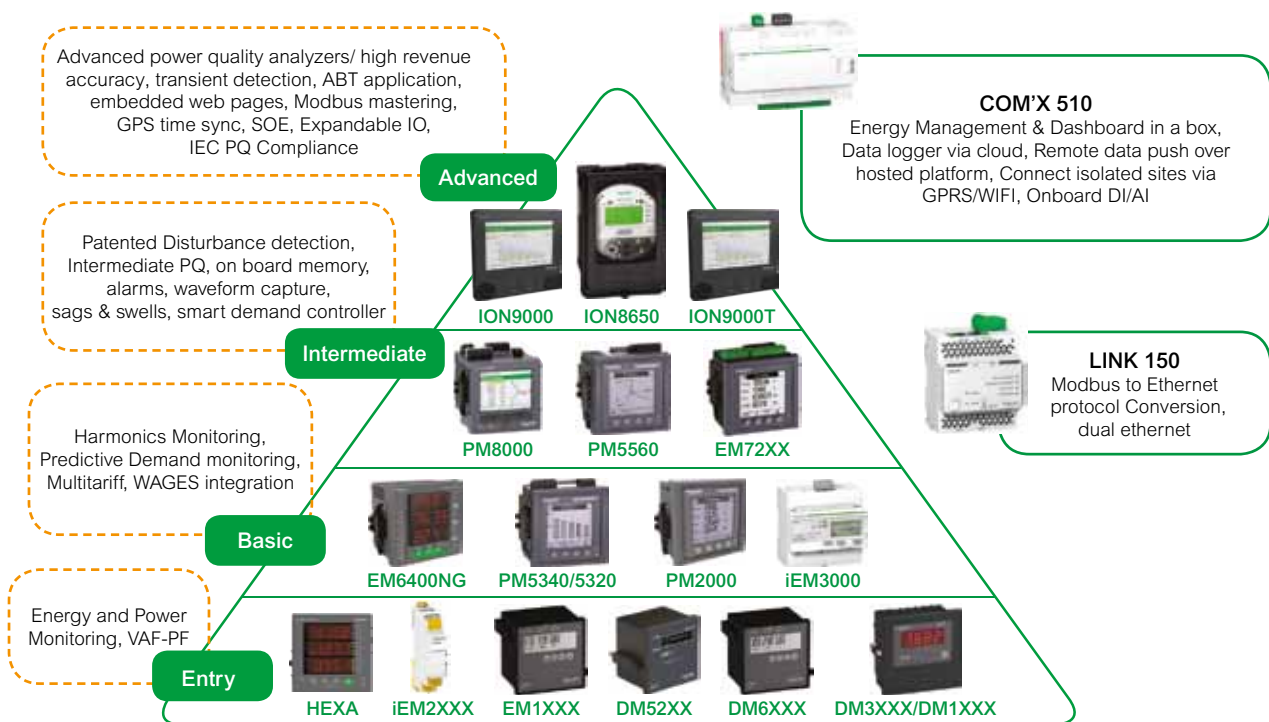 Advanced power quality analyzers/ high revenue
accuracy, transient detection, ABT application,
embedded web pages, Modbus mastering,
GPS time sync, SOE, Expandable IO,
IEC PQ Compliance
Advanced
COM’X 510
Energy Management & Dashboard in a box,
Data logger via cloud, Remote data push over
hosted platform, Connect isolated sites via
GPRS/WIFI, Onboard DI/AI
ION9000 ION8650 ION9000T
Patented Disturbance detection,
Intermediate PQ, on board memory,
alarms, waveform capture,
sags & swells, smart demand controller
Intermediate
PM8000 PM5560 EM72XX
LINK 150
Modbus to Ethernet
protocol Conversion,
dual ethernet
Harmonics Monitoring,
Predictive Demand monitoring,
Multitariff, WAGES integration
Basic
EM6400NG PM5340/5320 PM2000 iEM3000
Energy and Power
Monitoring, VAF-PF
Entry
HEXA iEM2XXX EM1XXX DM52XX DM6XXX DM3XXX/DM1XXX